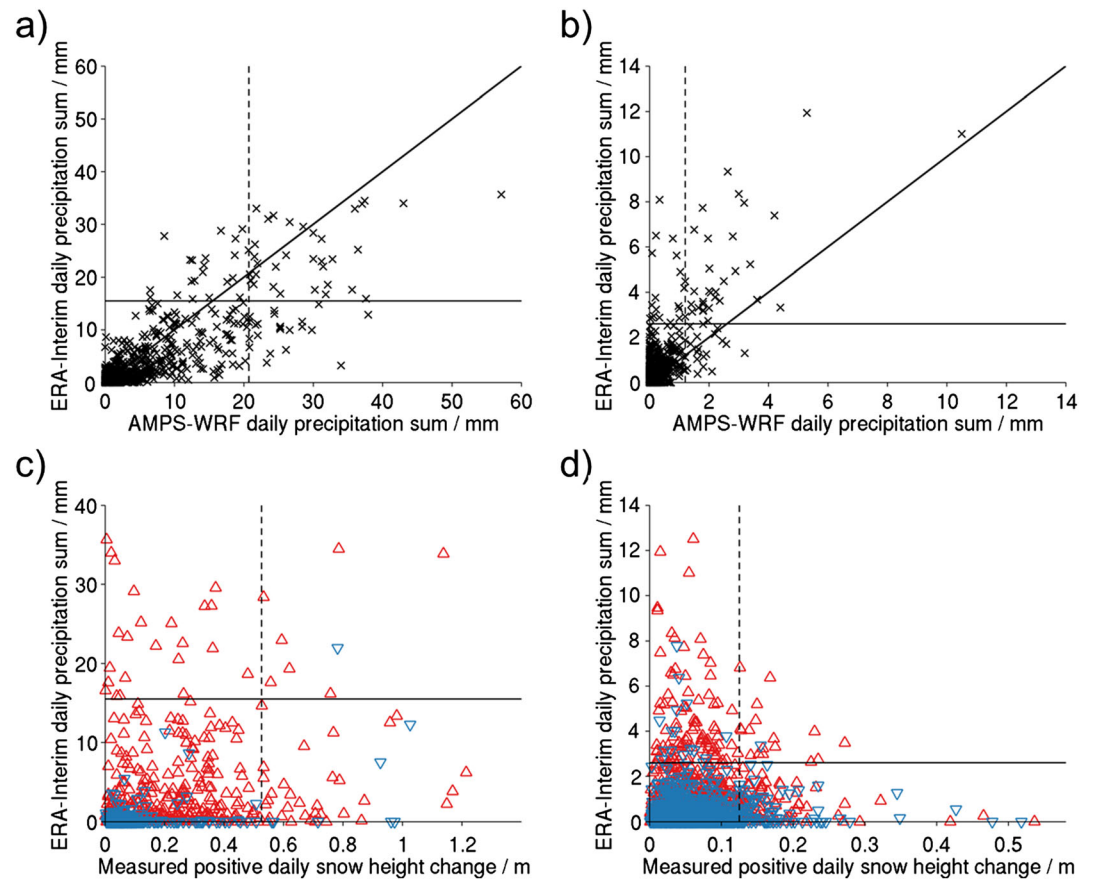 a)
ERA-Interim daily precipitation sum / mm
60
50
40
30
20
10
0
0 10 20 30 40 50 60
AMPS-WRF daily precipitation sum / mm
b)
ERA-Interim daily precipitation sum / mm
14
12
10
8
6
4
2
0
0 2 4 6 8 10 12 14
AMPS-WRF daily precipitation sum / mm
c)
ERA-Interim daily precipitation sum / mm
40
30
20
10
0
0 0.2 0.4 0.6 0.8 1 1.2
Measured positive daily snow height change / m
d)
ERA-Interim daily precipitation sum / mm
14
12
10
8
6
4
2
0
0 0.1 0.2 0.3 0.4 0.5
Measured positive daily snow height change / m